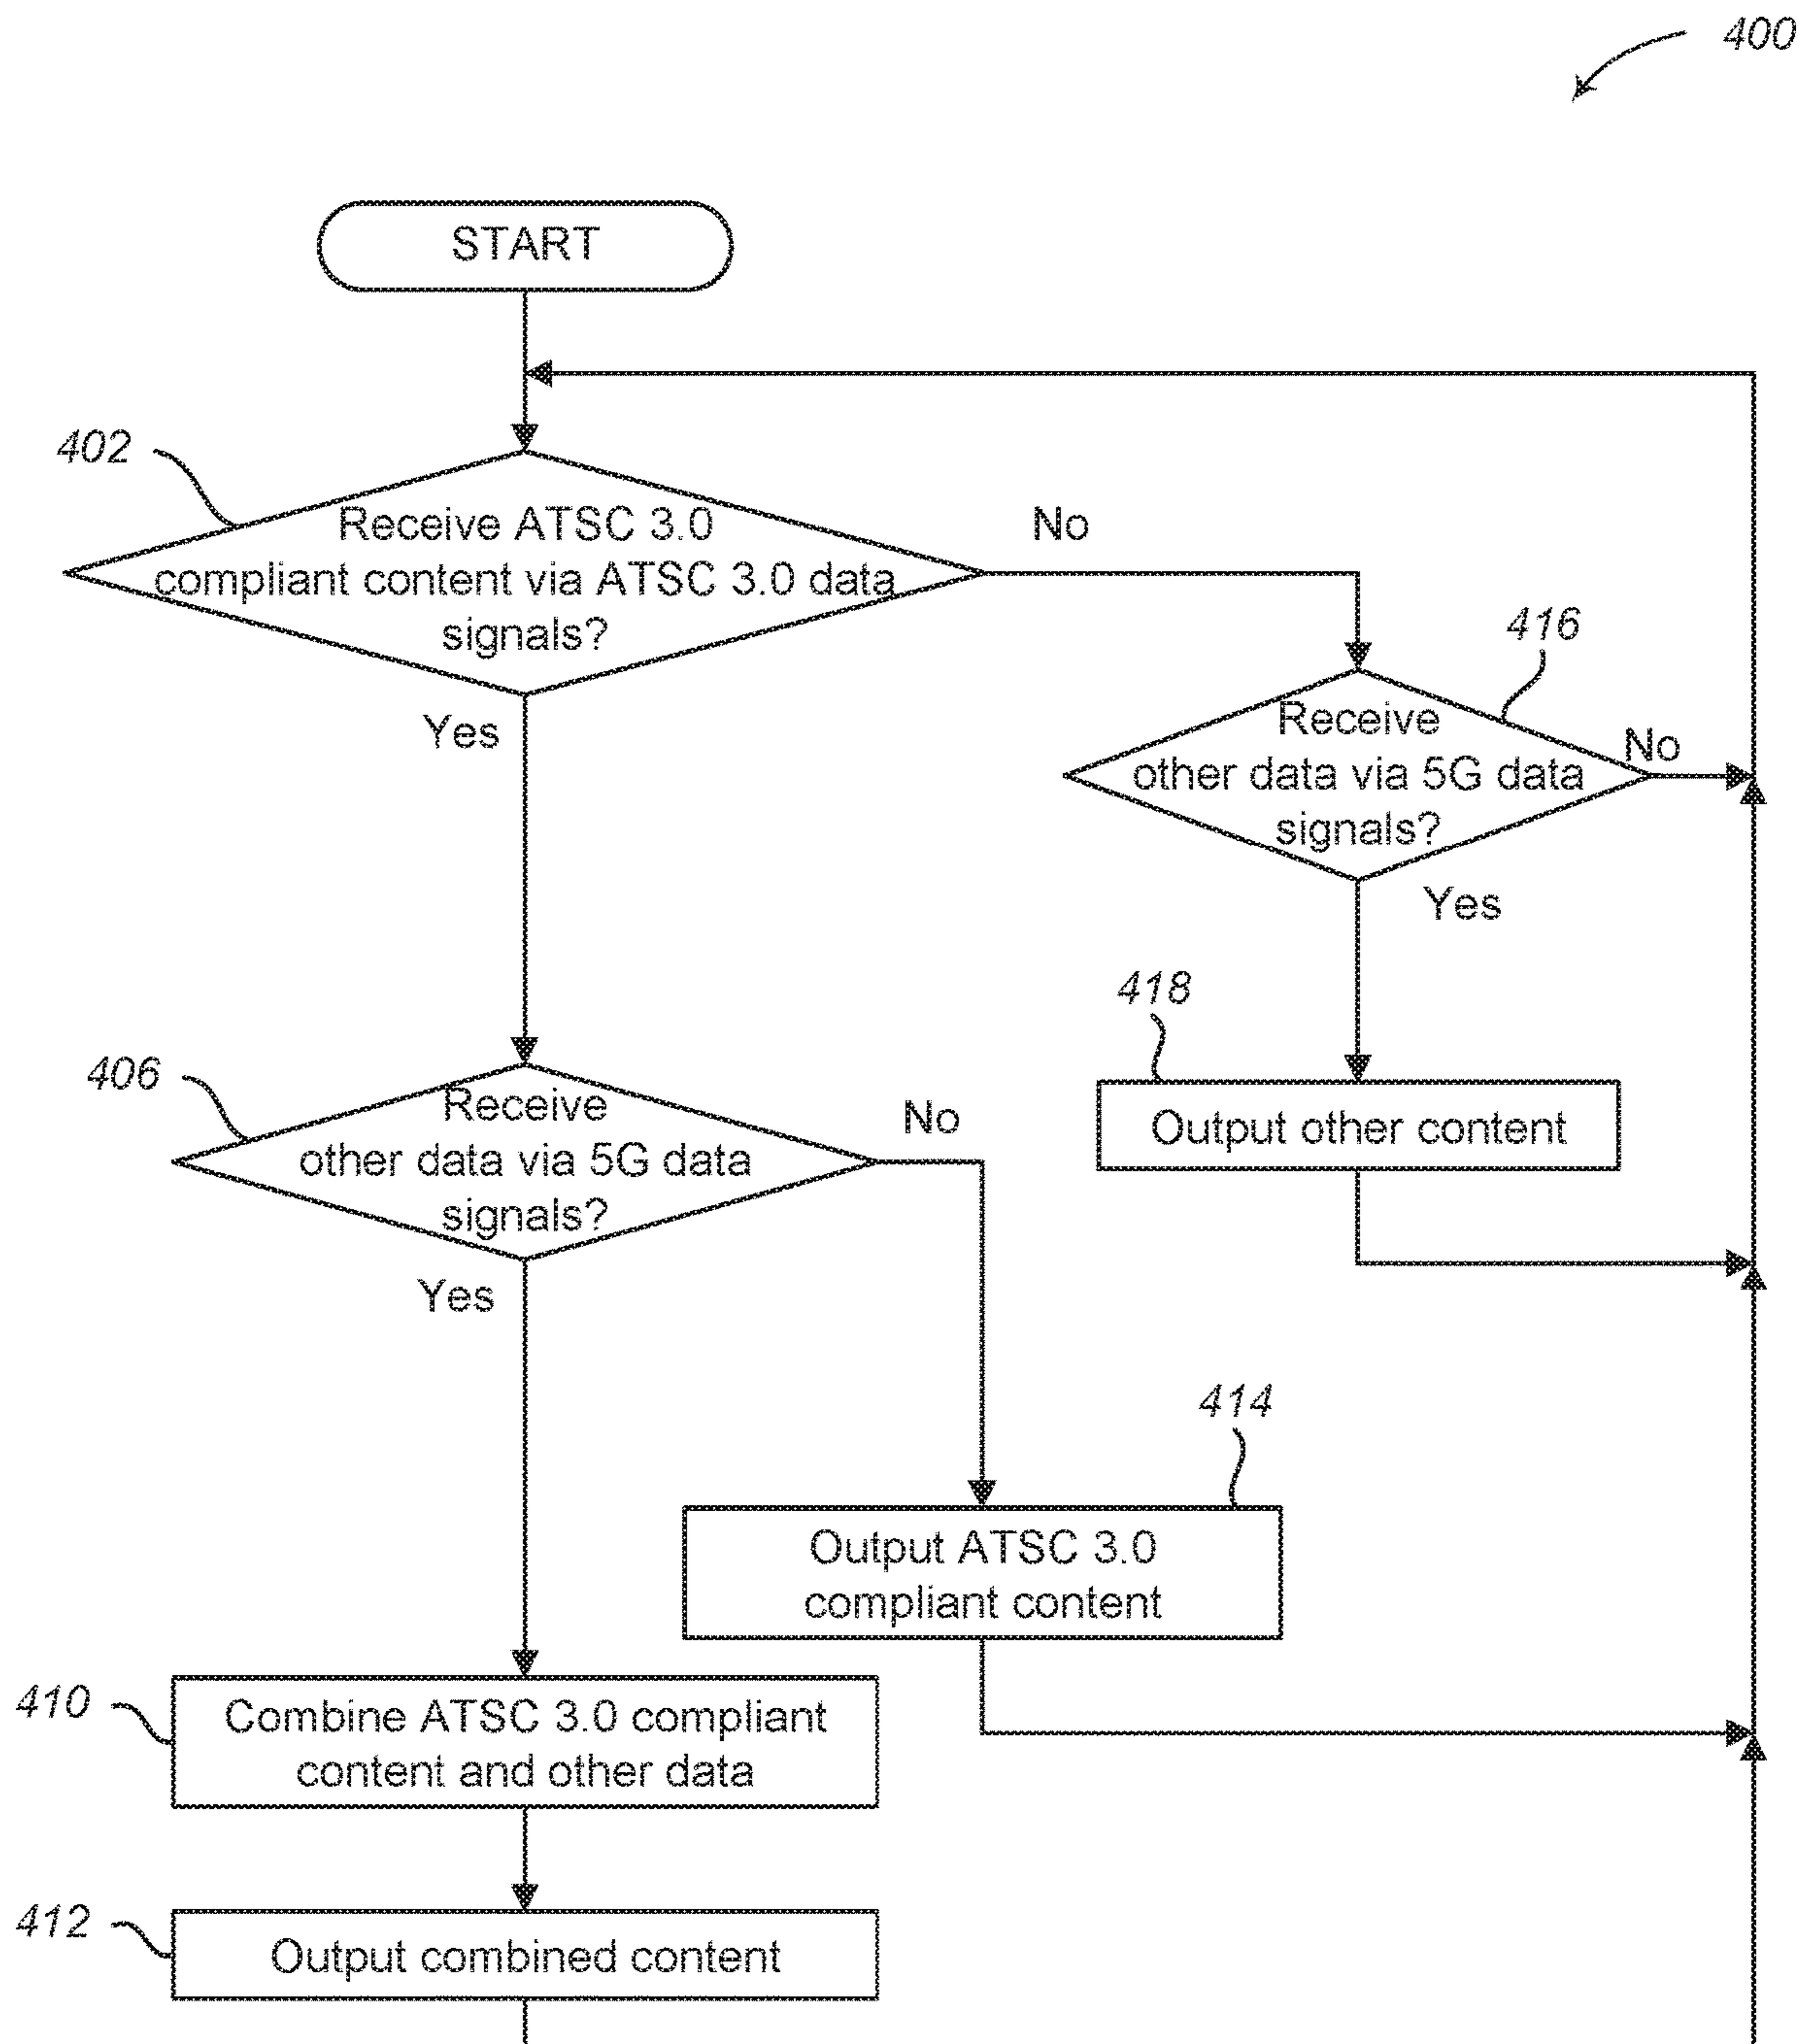 400
START
402
Receive ATSC 3.0
compliant content via ATSC 3.0 data
signals?
No
Yes
416
Receive
other data via 5G data
signals?
No
Yes
418
Output other content
406
Receive
other data via 5G data
signals?
No
Yes
414
Output ATSC 3.0
compliant content
410
Combine ATSC 3.0 compliant
content and other data
412
Output combined content